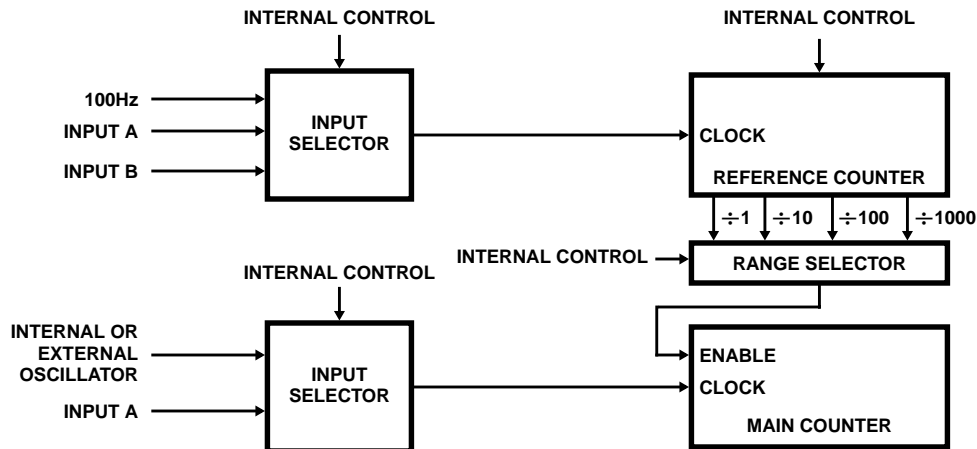 INTERNAL CONTROL
INTERNAL CONTROL
100Hz
INPUT A
INPUT B
INPUT
SELECTOR
CLOCK
REFERENCE COUNTER
÷1
÷10
÷100
÷1000
INTERNAL CONTROL
RANGE SELECTOR
INTERNAL CONTROL
INTERNAL OR
EXTERNAL
OSCILLATOR
INPUT A
INPUT
SELECTOR
ENABLE
CLOCK
MAIN COUNTER